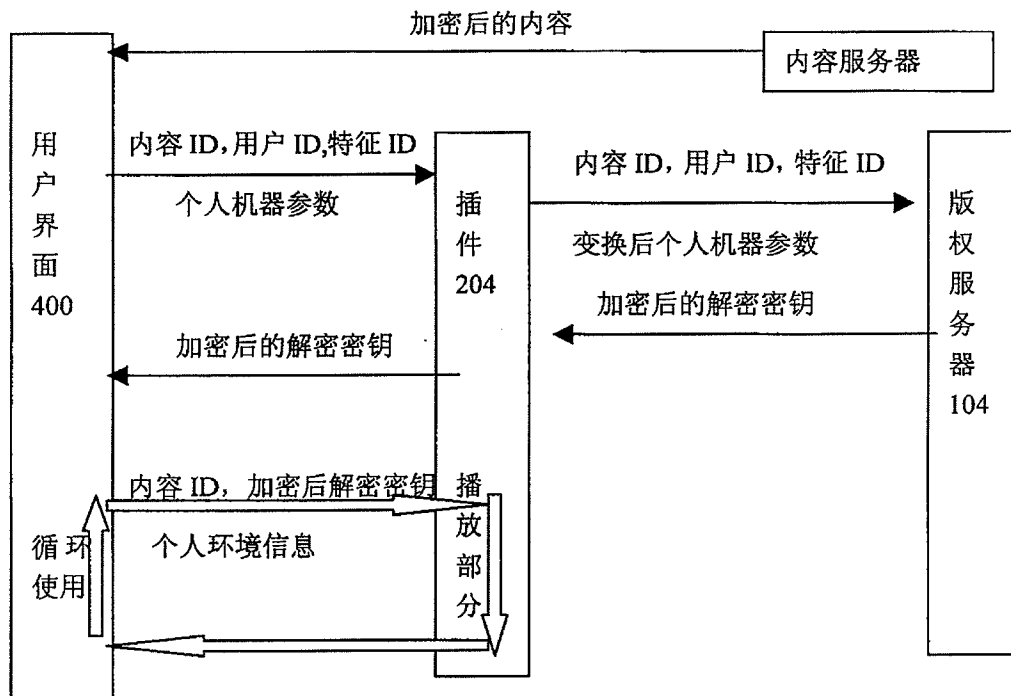 加密后的内容
内容服务器
用户界面
400
内容 ID，用户 ID,特征 ID
个人机器参数
插件
204
内容 ID，用户 ID，特征 ID
变换后个人机器参数
版权服务器
104
加密后的解密密钥
加密后的解密密钥
内容 ID，加密后解密密钥
个人环境信息
播放部分
循环
使用